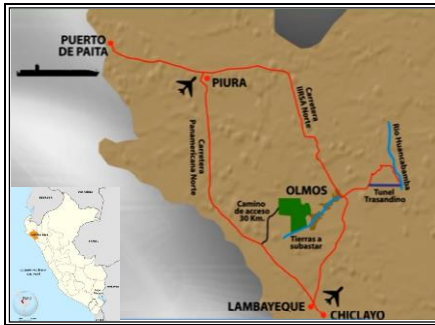 PUERTO
DE PAITA
PIURA
Carretera
IIRSA Norte
Carretera
Panamericana Norte
Río Huancabamba
OLMOS
Tunel
Trasandino
Camino
de acceso
30 Km.
Tierras a
subastar
LAMBAYEQUE
CHICLAYO